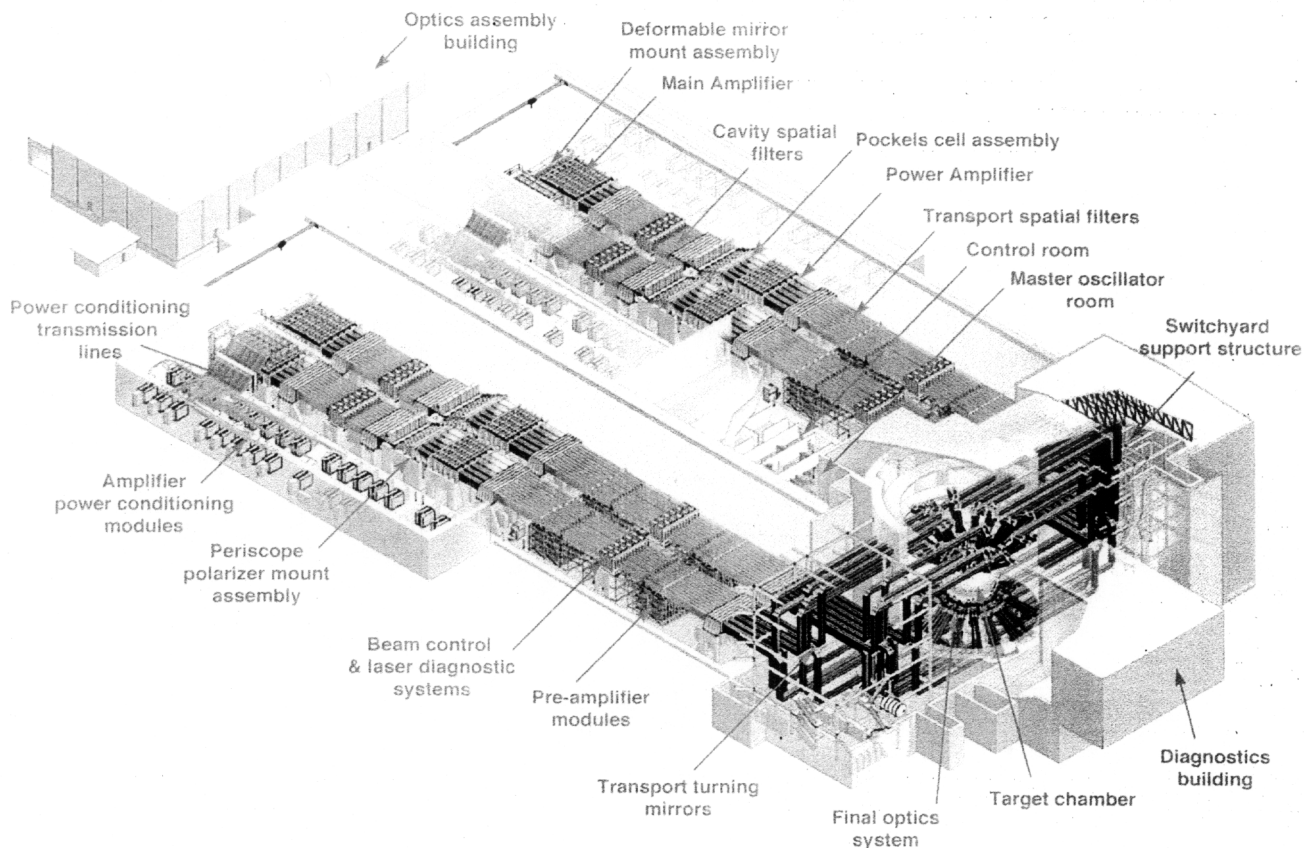 Optics assembly
building
Deformable mirror
mount assembly
Main Amplifier
Cavity spatial
filters
Pockels cell assembly
Power Amplifier
Transport spatial filters
Control room
Master oscillator
room
Switchyard
support structure
Power conditioning
transmission
lines
Amplifier
power conditioning
modules
Periscope
polarizer mount
assembly
Beam control
& laser diagnostic
systems
Pre-amplifier
modules
Transport turning
mirrors
Final optics
system
Target chamber
Diagnostics
building